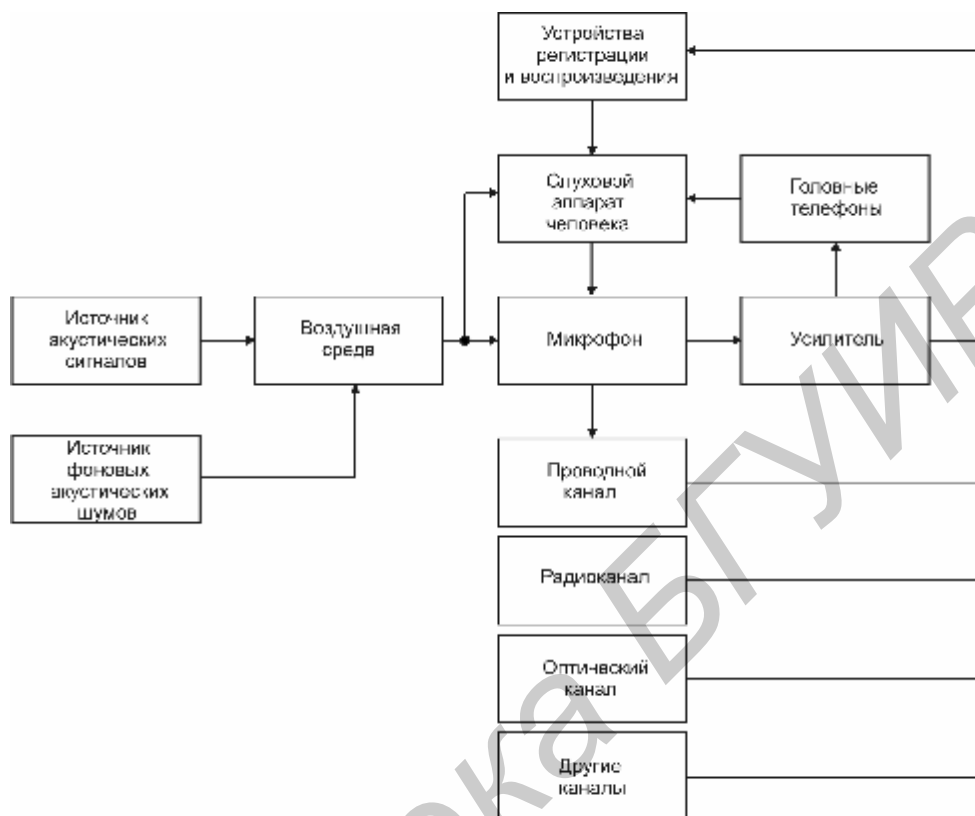 Устройства
регистрации
и воспроизведения
Слуховой
аппарат
человека
Головные
телефоны
Источник
акустических
сигналов
Воздушная
среда
Микрофон
Усилитель
Источник
фоновых
акустических
шумов
Проводной
канал
Радиоканал
Оптический
канал
Другие
каналы
БГУИР